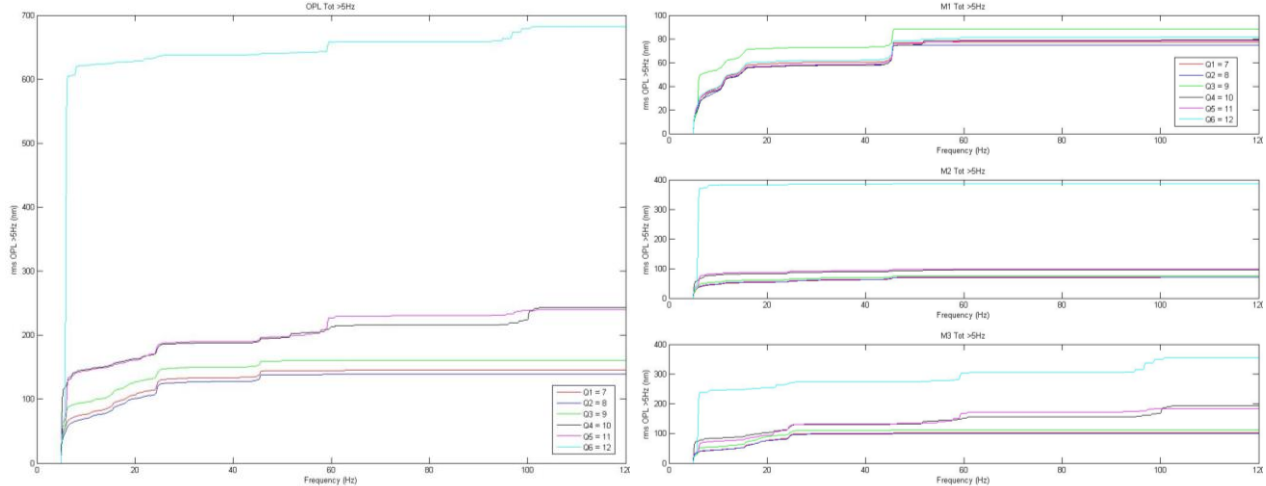 OPL Tot >5Hz
rms OPL >5Hz (nm)
700
600
500
400
300
200
100
0
0 20 40 60 80 100 120
Frequency (Hz)
Q1 = 7
Q2 = 8
Q3 = 9
Q4 = 10
Q5 = 11
Q6 = 12
M1 Tot >5Hz
rms OPL >5Hz (nm)
100
80
60
40
20
0
0 20 40 60 80 100 120
Frequency (Hz)
Q1 = 7
Q2 = 8
Q3 = 9
Q4 = 10
Q5 = 11
Q6 = 12
M2 Tot >5Hz
rms OPL >5Hz (nm)
400
300
200
100
0
0 20 40 60 80 100 120
Frequency (Hz)
M3 Tot >5Hz
rms OPL >5Hz (nm)
400
300
200
100
0
0 20 40 60 80 100 120
Frequency (Hz)